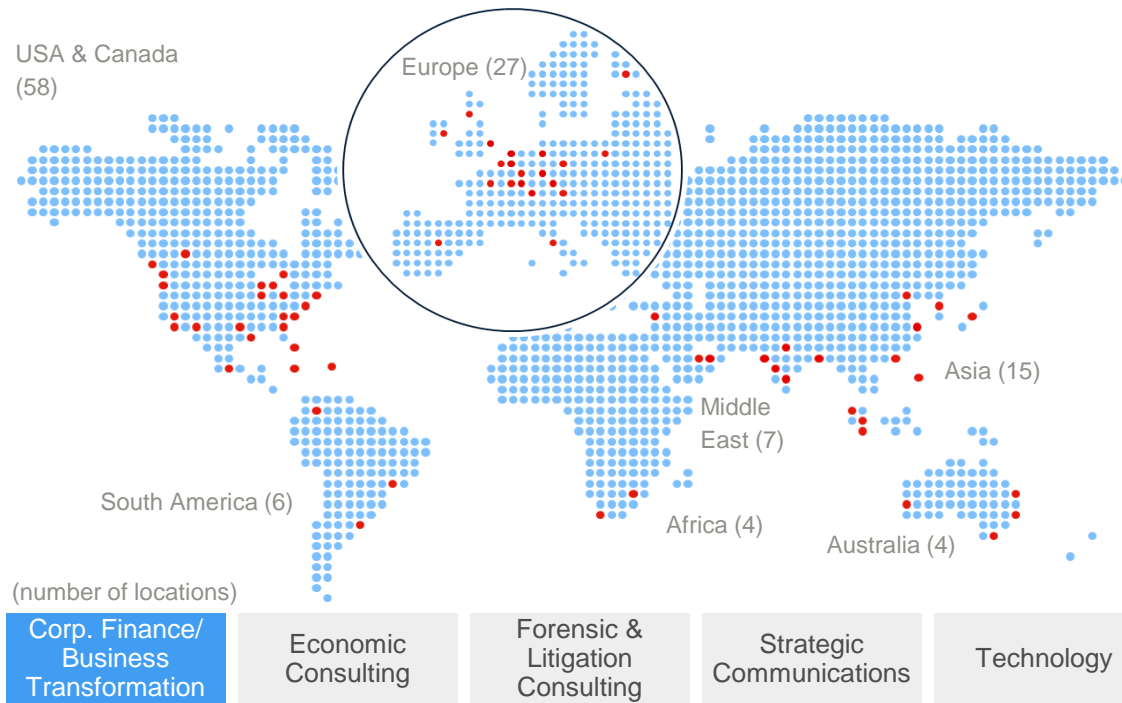 USA & Canada
(58)
Europe (27)
Asia (15)
Middle
East (7)
South America (6)
Africa (4)
Australia (4)
(number of locations)
Corp. Finance/
Business
Transformation
Economic
Consulting
Forensic &
Litigation
Consulting
Strategic
Communications
Technology